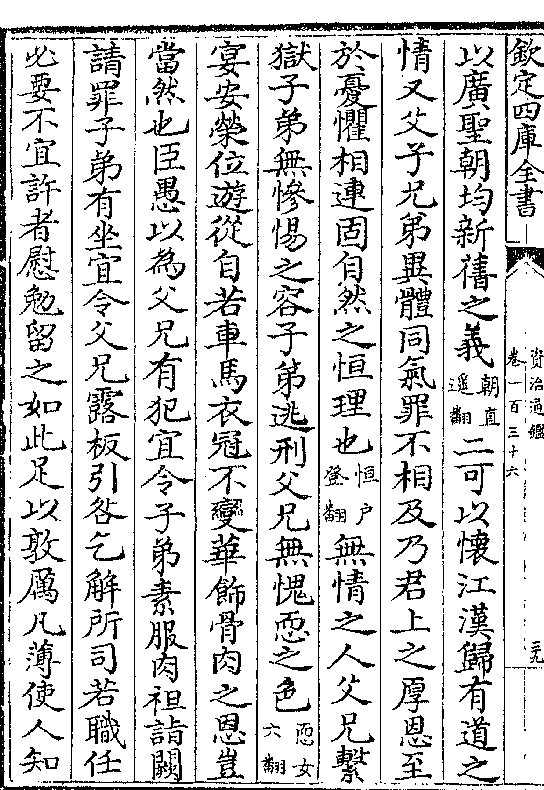 欽定四庫全書
資治通鑑
卷一百三十六
二九
以廣聖朝均新舊之義朝直遥翻二可以懷江漢歸有道之
情又父子兄弟異體同氣罪不相及乃君上之厚恩至
於憂懼相連固自然之恒理也恒户登翻無情之人父兄繫
獄子弟無慘惕之容子弟逃刑父兄無愧恧之色恧女六翻
宴安榮位遊從自若車馬衣冠不變華飾骨肉之恩豈
當然也臣愚以為父兄有犯宜令子弟素服肉袒詣闕
請罪子弟有坐宜令父兄露板引咎乞解所司若職任
必要不宜許者慰勉留之如此足以敦厲凡薄使人知